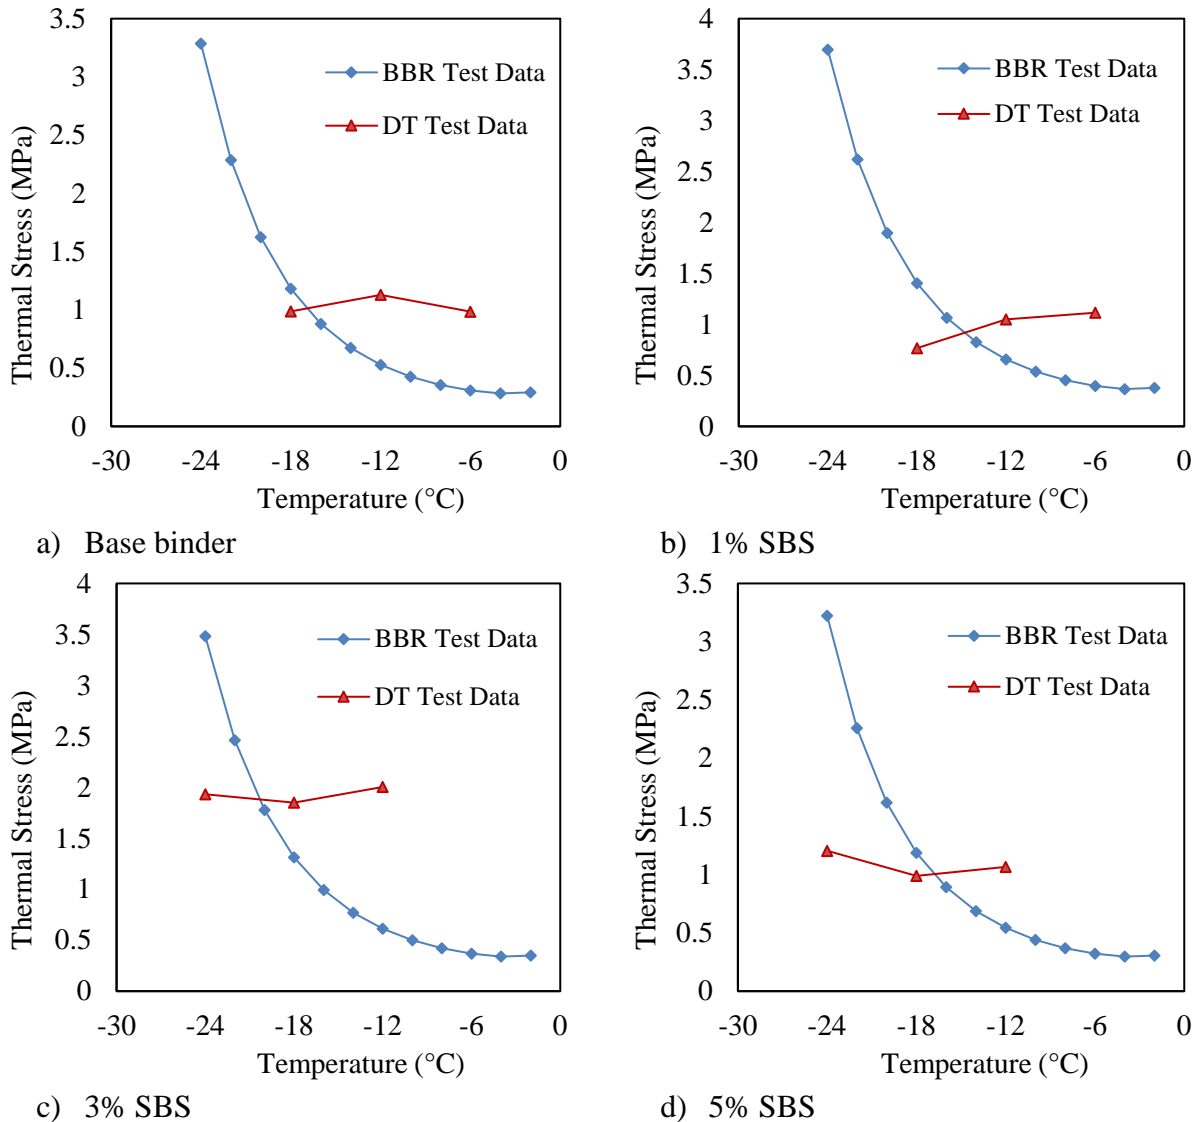 3.5
3
2.5
2
1.5
1
0.5
0
-30 -24 -18 -12 -6 0
Thermal Stress (MPa)
Temperature (°C)
BBR Test Data
DT Test Data
a) Base binder
4
3.5
3
2.5
2
1.5
1
0.5
0
-30 -24 -18 -12 -6 0
Thermal Stress (MPa)
Temperature (°C)
BBR Test Data
DT Test Data
b) 1% SBS
4
3.5
3
2.5
2
1.5
1
0.5
0
-30 -24 -18 -12 -6 0
Thermal Stress (MPa)
Temperature (°C)
BBR Test Data
DT Test Data
c) 3% SBS
3.5
3
2.5
2
1.5
1
0.5
0
-30 -24 -18 -12 -6 0
Thermal Stress (MPa)
Temperature (°C)
BBR Test Data
DT Test Data
d) 5% SBS